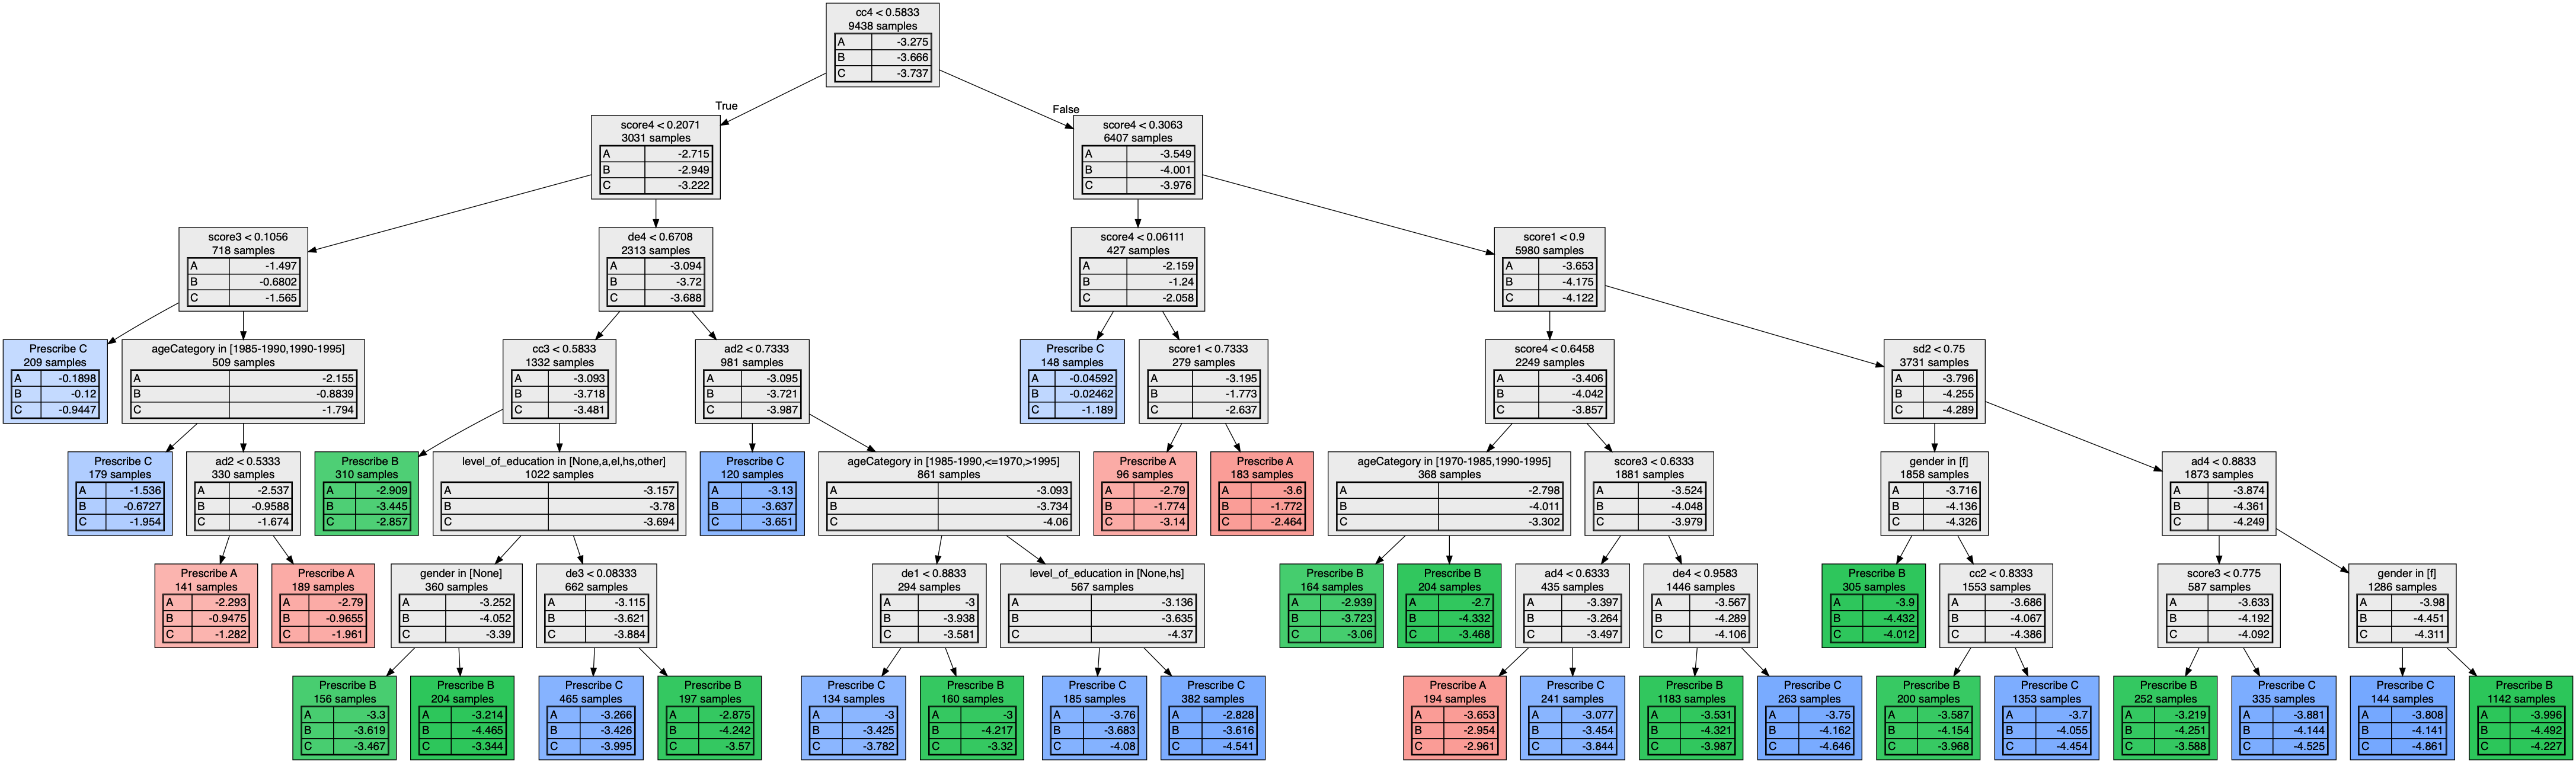 cc4 < 0.5833
9438 samples
A -3.275
B -3.666
C -3.737
True
False
score4 < 0.2071
3031 samples
A -2.715
B -2.949
C -3.222
score4 < 0.3063
6407 samples
A -3.549
B -4.001
C -3.976
score3 < 0.1056
718 samples
A -1.497
B -0.6802
C -1.565
de4 < 0.6708
2313 samples
A -3.094
B -3.72
C -3.688
score4 < 0.06111
427 samples
A -2.159
B -1.24
C -2.058
score1 < 0.9
5980 samples
A -3.653
B -4.175
C -4.122
Prescribe C
209 samples
A -0.1898
B -0.12
C -0.9447
ageCategory in [1985-1990,1990-1995]
509 samples
A -2.155
B -0.8839
C -1.794
cc3 < 0.5833
1332 samples
A -3.093
B -3.718
C -3.481
ad2 < 0.7333
981 samples
A -3.095
B -3.721
C -3.987
Prescribe C
148 samples
A -0.04592
B -0.02462
C -1.189
score1 < 0.7333
279 samples
A -3.195
B -1.773
C -2.637
score4 < 0.6458
2249 samples
A -3.406
B -4.042
C -3.857
sd2 < 0.75
3731 samples
A -3.796
B -4.255
C -4.289
Prescribe C
179 samples
A -1.536
B -0.6727
C -1.954
ad2 < 0.5333
330 samples
A -2.537
B -0.9588
C -1.674
Prescribe B
310 samples
A -2.909
B -3.445
C -2.857
level_of_education in [None,a,el,hs,other]
1022 samples
A -3.157
B -3.78
C -3.694
Prescribe C
120 samples
A -3.13
B -3.637
C -3.651
ageCategory in [1985-1990,<=1970,>1995]
861 samples
A -3.093
B -3.734
C -4.06
Prescribe A
96 samples
A -2.79
B -1.774
C -3.14
Prescribe A
183 samples
A -3.6
B -1.772
C -2.464
ageCategory in [1970-1985,1990-1995]
368 samples
A -2.798
B -4.011
C -3.302
score3 < 0.6333
1881 samples
A -3.524
B -4.048
C -3.979
gender in [f]
1858 samples
A -3.716
B -4.136
C -4.326
ad4 < 0.8833
1873 samples
A -3.874
B -4.361
C -4.249
Prescribe A
141 samples
A -2.293
B -0.9475
C -1.282
Prescribe A
189 samples
A -2.79
B -0.9655
C -1.961
gender in [None]
360 samples
A -3.252
B -4.052
C -3.39
de3 < 0.08333
662 samples
A -3.115
B -3.621
C -3.884
de1 < 0.8833
294 samples
A -3
B -3.938
C -3.581
level_of_education in [None,hs]
567 samples
A -3.136
B -3.635
C -4.37
Prescribe B
164 samples
A -2.939
B -3.723
C -3.06
Prescribe B
204 samples
A -2.7
B -4.332
C -3.468
ad4 < 0.6333
435 samples
A -3.397
B -3.264
C -3.497
de4 < 0.9583
1446 samples
A -3.567
B -4.289
C -4.106
Prescribe B
305 samples
A -3.9
B -4.432
C -4.012
cc2 < 0.8333
1553 samples
A -3.686
B -4.067
C -4.386
score3 < 0.775
587 samples
A -3.633
B -4.192
C -4.092
gender in [f]
1286 samples
A -3.98
B -4.451
C -4.311
Prescribe B
156 samples
A -3.3
B -3.619
C -3.467
Prescribe B
204 samples
A -3.214
B -4.465
C -3.344
Prescribe C
465 samples
A -3.266
B -3.426
C -3.995
Prescribe B
197 samples
A -2.875
B -4.242
C -3.57
Prescribe C
134 samples
A -3
B -3.425
C -3.782
Prescribe B
160 samples
A -3
B -4.217
C -3.32
Prescribe C
185 samples
A -3.76
B -3.683
C -4.08
Prescribe C
382 samples
A -2.828
B -3.616
C -4.541
Prescribe A
194 samples
A -3.653
B -2.954
C -2.961
Prescribe C
241 samples
A -3.077
B -3.454
C -3.844
Prescribe B
1183 samples
A -3.531
B -4.321
C -3.987
Prescribe C
263 samples
A -3.75
B -4.162
C -4.646
Prescribe B
200 samples
A -3.587
B -4.154
C -3.968
Prescribe C
1353 samples
A -3.7
B -4.055
C -4.454
Prescribe B
252 samples
A -3.219
B -4.251
C -3.588
Prescribe C
335 samples
A -3.881
B -4.144
C -4.525
Prescribe C
144 samples
A -3.808
B -4.141
C -4.861
Prescribe B
1142 samples
A -3.996
B -4.492
C -4.227